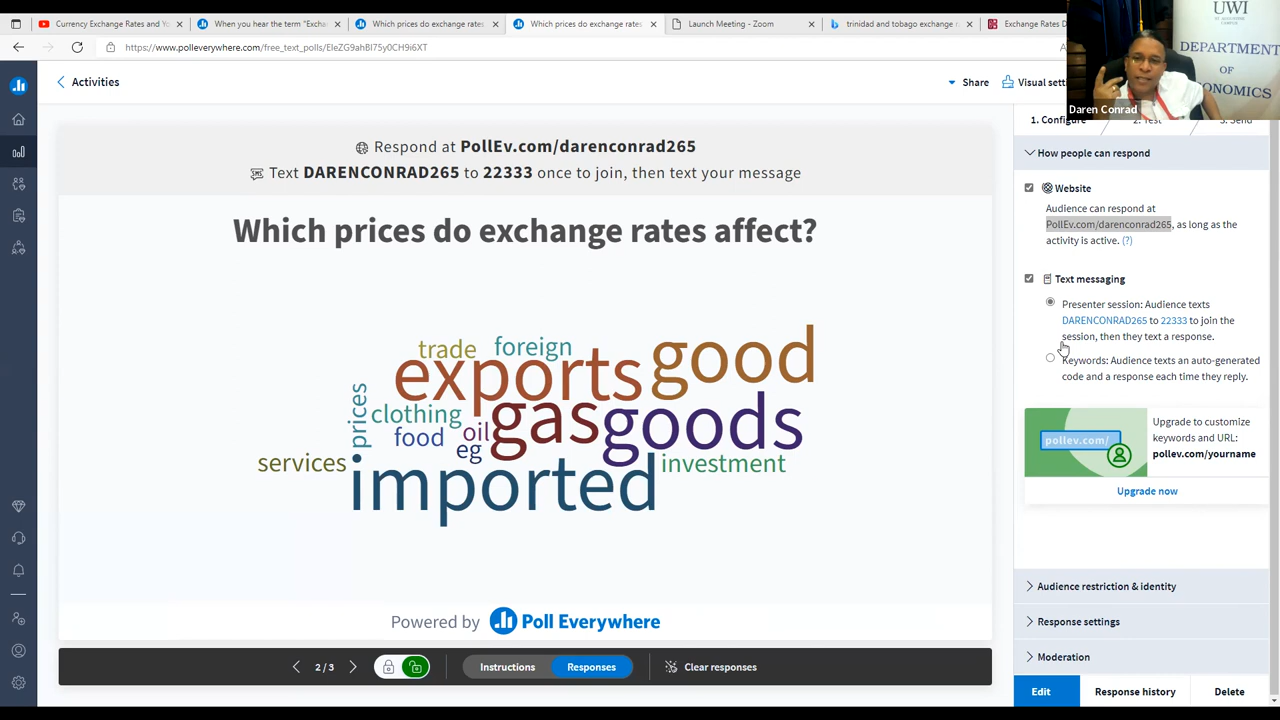 Currency Exchange Rates and Yo
When you hear the term "Excha
Which prices do exchange rates
Which prices do exchange rates
Launch Meeting - Zoom
trinidad and tobago exchange r
Exchange Rates D
https://www.polleverywhere.com/free_text_polls/EIeZG9ahBl75y0CH9i6XT
UWI
ST. AUGUSTINE
CAMPUS
DEPARTMENT
OF
ONOMICS
Daren Conrad
Activities
Share
Visual sett
1. Configure
2. Test
3. Send
Respond at PollEv.com/darenconrad265
Text DARENCONRAD265 to 22333 once to join, then text your message
Which prices do exchange rates affect?
trade
foreign
exports
good
prices
clothing
gas
goods
food
oil
eg
services
imported
investment
Powered by Poll Everywhere
2 / 3
Instructions
Responses
Clear responses
How people can respond
Website
Audience can respond at
PollEv.com/darenconrad265, as long as the
activity is active. (?)
Text messaging
Presenter session: Audience texts
DARENCONRAD265 to 22333 to join the
session, then they text a response.
Keywords: Audience texts an auto-generated
code and a response each time they reply.
pollev.com/
Upgrade to customize
keywords and URL:
pollev.com/yourname
Upgrade now
Audience restriction & identity
Response settings
Moderation
Edit
Response history
Delete